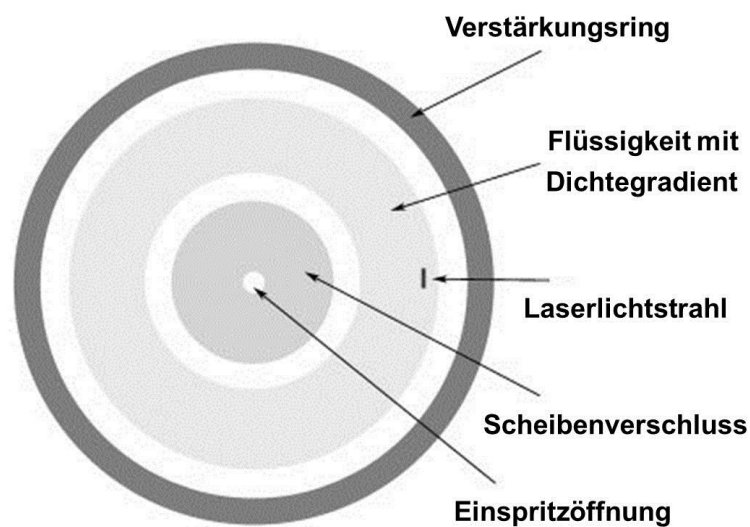 Verstärkungsring
Flüssigkeit mit
Dichtegradient
Laserlichtstrahl
Scheibenverschluss
Einspritzöffnung